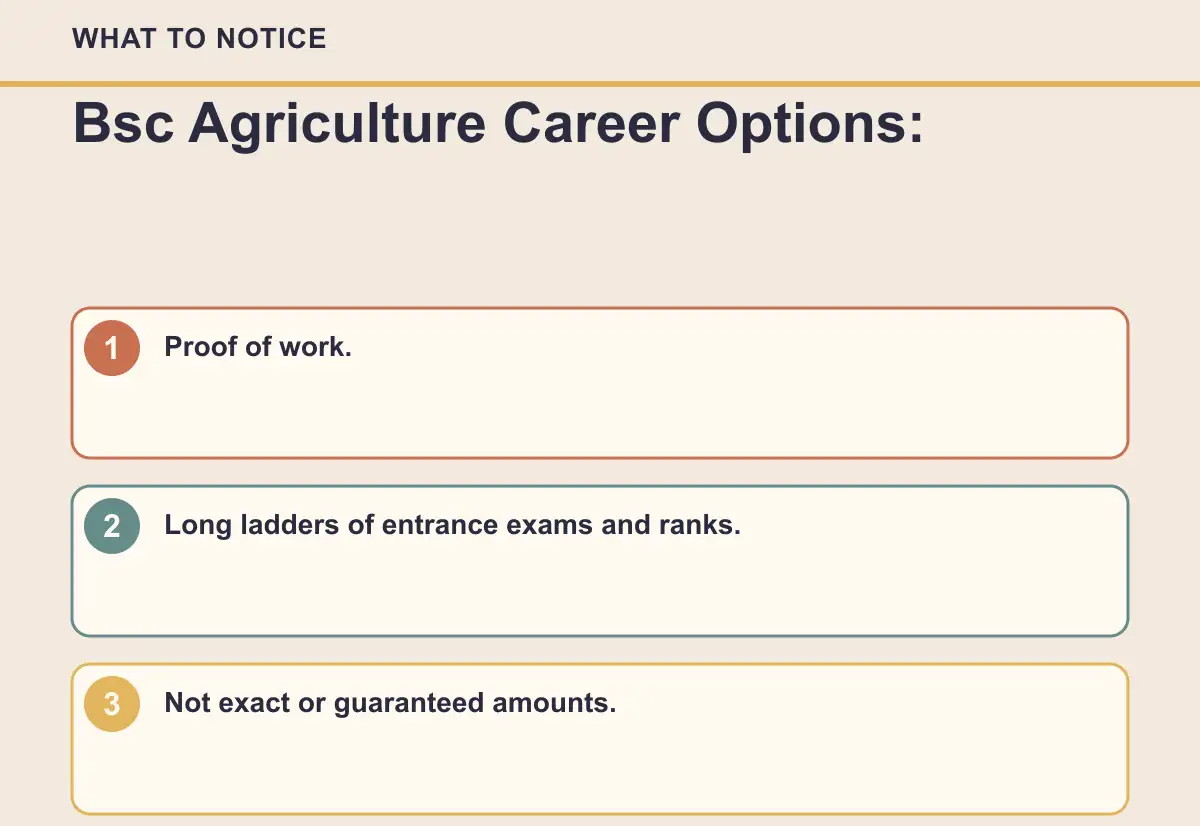 WHAT TO NOTICE
Bsc Agriculture Career Options:
1 Proof of work.
2 Long ladders of entrance exams and ranks.
3 Not exact or guaranteed amounts.